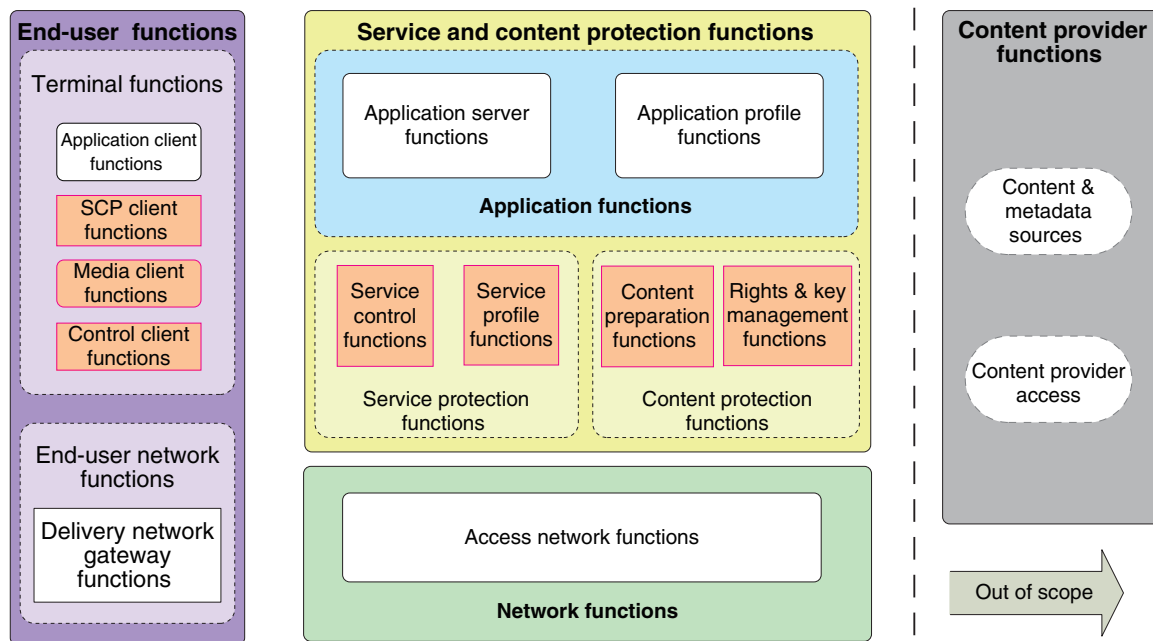 End-user functions
Terminal functions
Application client
functions
SCP client
functions
Media client
functions
Control client
functions
End-user network
functions
Delivery network
gateway
functions
Service and content protection functions
Application server
functions
Application profile
functions
Application functions
Service
control
functions
Service
profile
functions
Service protection
functions
Content
preparation
functions
Rights & key
management
functions
Content protection
functions
Access network functions
Network functions
Content provider
functions
Content &
metadata
sources
Content provider
access
Out of scope